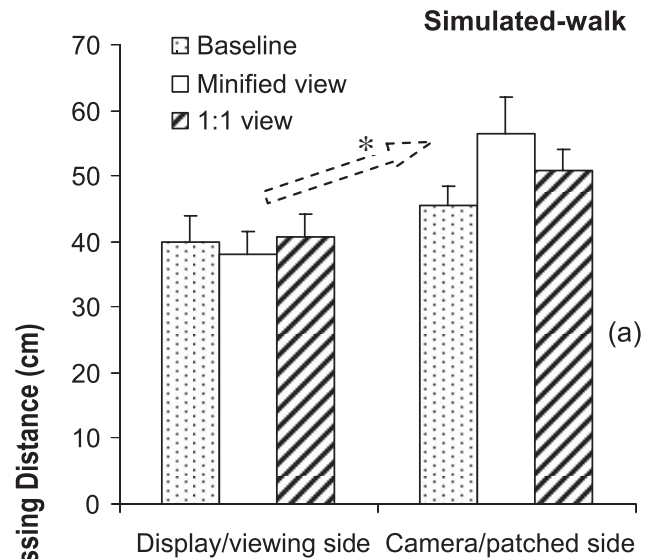 Simulated-walk
70
Baseline
Minified view
60
1:1 view
*
50
40
30
(a)
20
10
0
Distance (cm)
Display/viewing side Camera/patched side